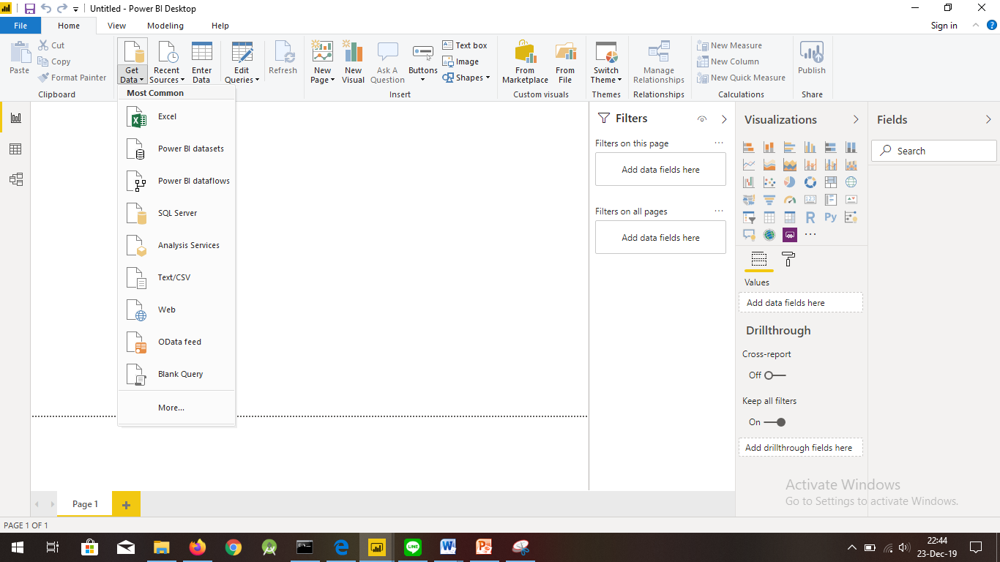 Untitled - Power BI Desktop
File Home View Modeling Help Sign in ?
Paste
Cut
Copy
Format Painter
Clipboard
Get Data
Recent Sources
Enter Data
Edit Queries
Refresh
New Page
New Visual
Ask A Question
Buttons
Text box
Image
Shapes
Insert
From Marketplace
From File
Custom visuals
Switch Theme
Themes
Manage Relationships
Relationships
New Measure
New Column
New Quick Measure
Calculations
Publish
Share
Most Common
Excel
Power BI datasets
Power BI dataflows
SQL Server
Analysis Services
Text/CSV
Web
OData feed
Blank Query
More...
Filters
Filters on this page ...
Add data fields here
Filters on all pages ...
Add data fields here
Visualizations
123
R Py
...
Values
Add data fields here
Drillthrough
Cross-report
Off
Keep all filters
On
Add drillthrough fields here
Fields
Search
Activate Windows
Go to Settings to activate Windows.
Page 1 +
PAGE 1 OF 1
LINE
22:44
23-Dec-19